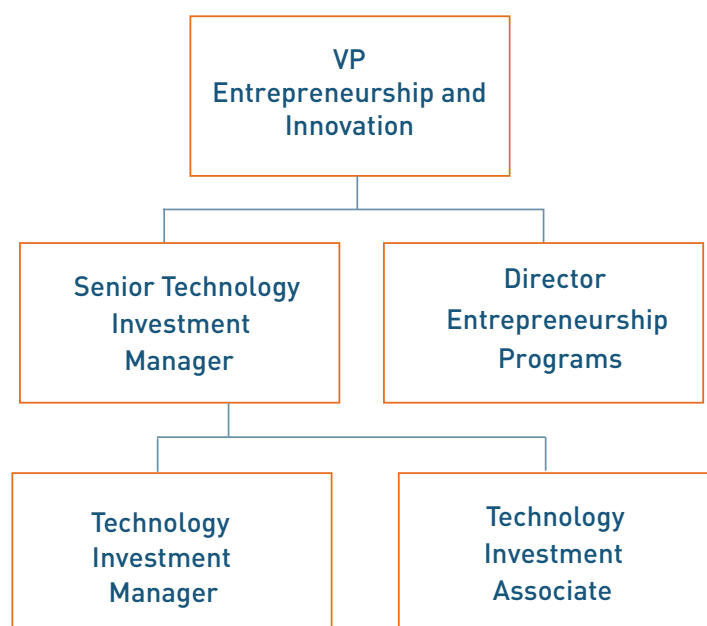 VP
Entrepreneurship and
Innovation
Senior Technology
Investment
Manager
Director
Entrepreneurship
Programs
Technology
Investment
Manager
Technology
Investment
Associate